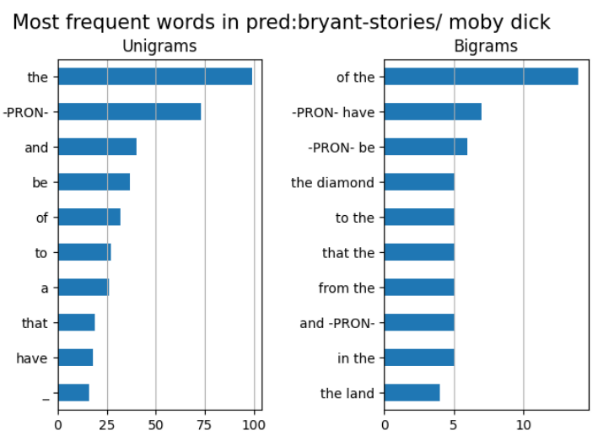 Most frequent words in pred:bryant-stories/ moby dick
Unigrams
the
-PRON-
and
be
of
to
a
that
have
_
0 25 50 75 100
Bigrams
of the
-PRON- have
-PRON- be
the diamond
to the
that the
from the
and -PRON-
in the
the land
0 5 10